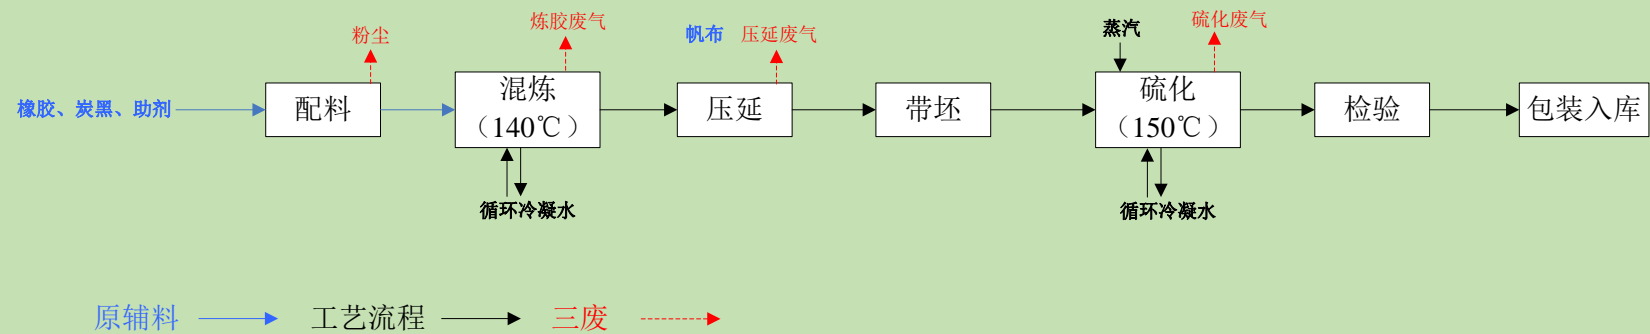 粉尘
炼胶废气
帆布
压延废气
蒸汽
硫化废气
橡胶、炭黑、助剂
配料
混炼
（140℃）
压延
带坯
硫化
（150℃）
检验
包装入库
循环冷凝水
循环冷凝水
原辅料
工艺流程
三废